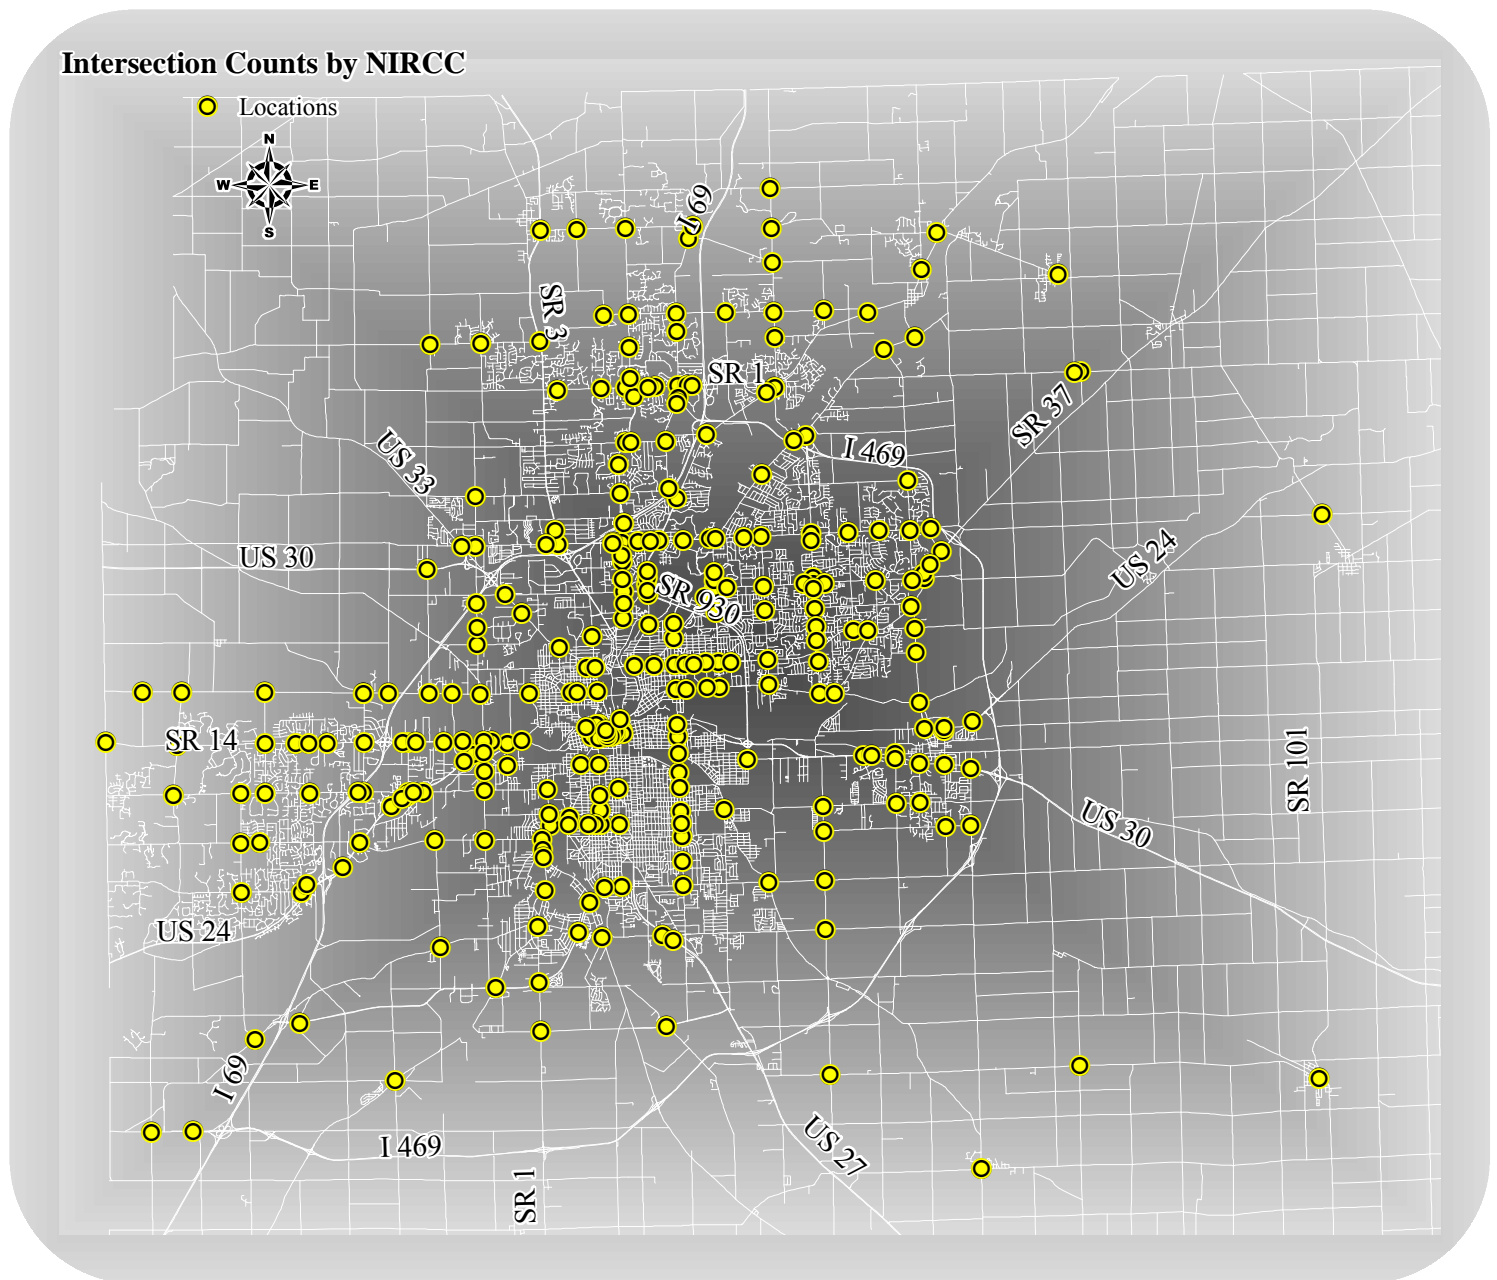 Intersection Counts by NIRCC
Locations
N
W
E
S
I 69
SR 3
SR 1
SR 37
US 33
I 469
US 30
US 24
SR 930
SR 14
SR 101
US 30
US 24
I 69
I 469
US 27
SR 1